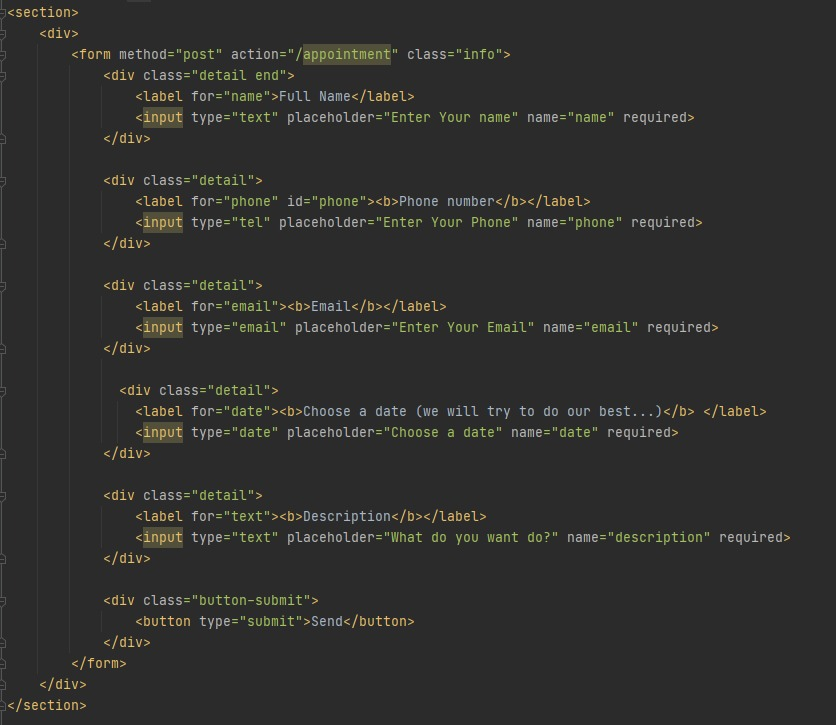 <section>
<div>
<form method="post" action="/appointment" class="info">
<div class="detail end">
<label for="name">Full Name</label>
<input type="text" placeholder="Enter Your name" name="name" required>
</div>
<div class="detail">
<label for="phone" id="phone"><b>Phone number</b></label>
<input type="tel" placeholder="Enter Your Phone" name="phone" required>
</div>
<div class="detail">
<label for="email"><b>Email</b></label>
<input type="email" placeholder="Enter Your Email" name="email" required>
</div>
<div class="detail">
<label for="date"><b>Choose a date (we will try to do our best...)</b> </label>
<input type="date" placeholder="Choose a date" name="date" required>
</div>
<div class="detail">
<label for="text"><b>Description</b></label>
<input type="text" placeholder="What do you want do?" name="description" required>
</div>
<div class="button-submit">
<button type="submit">Send</button>
</div>
</form>
</div>
</section>